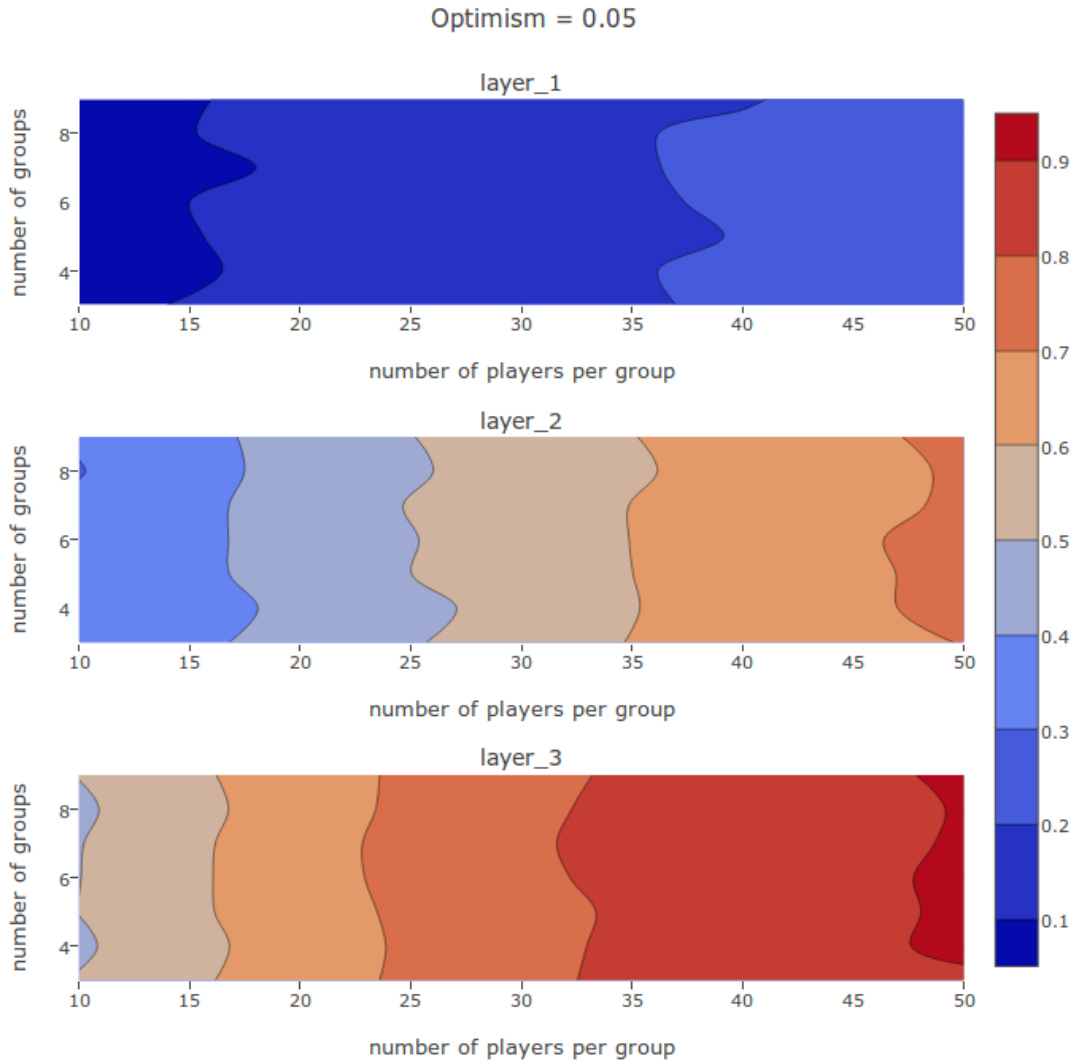 Optimism = 0.05
layer_1
number of groups
8
6
4
10 15 20 25 30 35 40 45 50
number of players per group
layer_2
number of groups
8
6
4
10 15 20 25 30 35 40 45 50
number of players per group
layer_3
number of groups
8
6
4
10 15 20 25 30 35 40 45 50
number of players per group
0.9
0.8
0.7
0.6
0.5
0.4
0.3
0.2
0.1